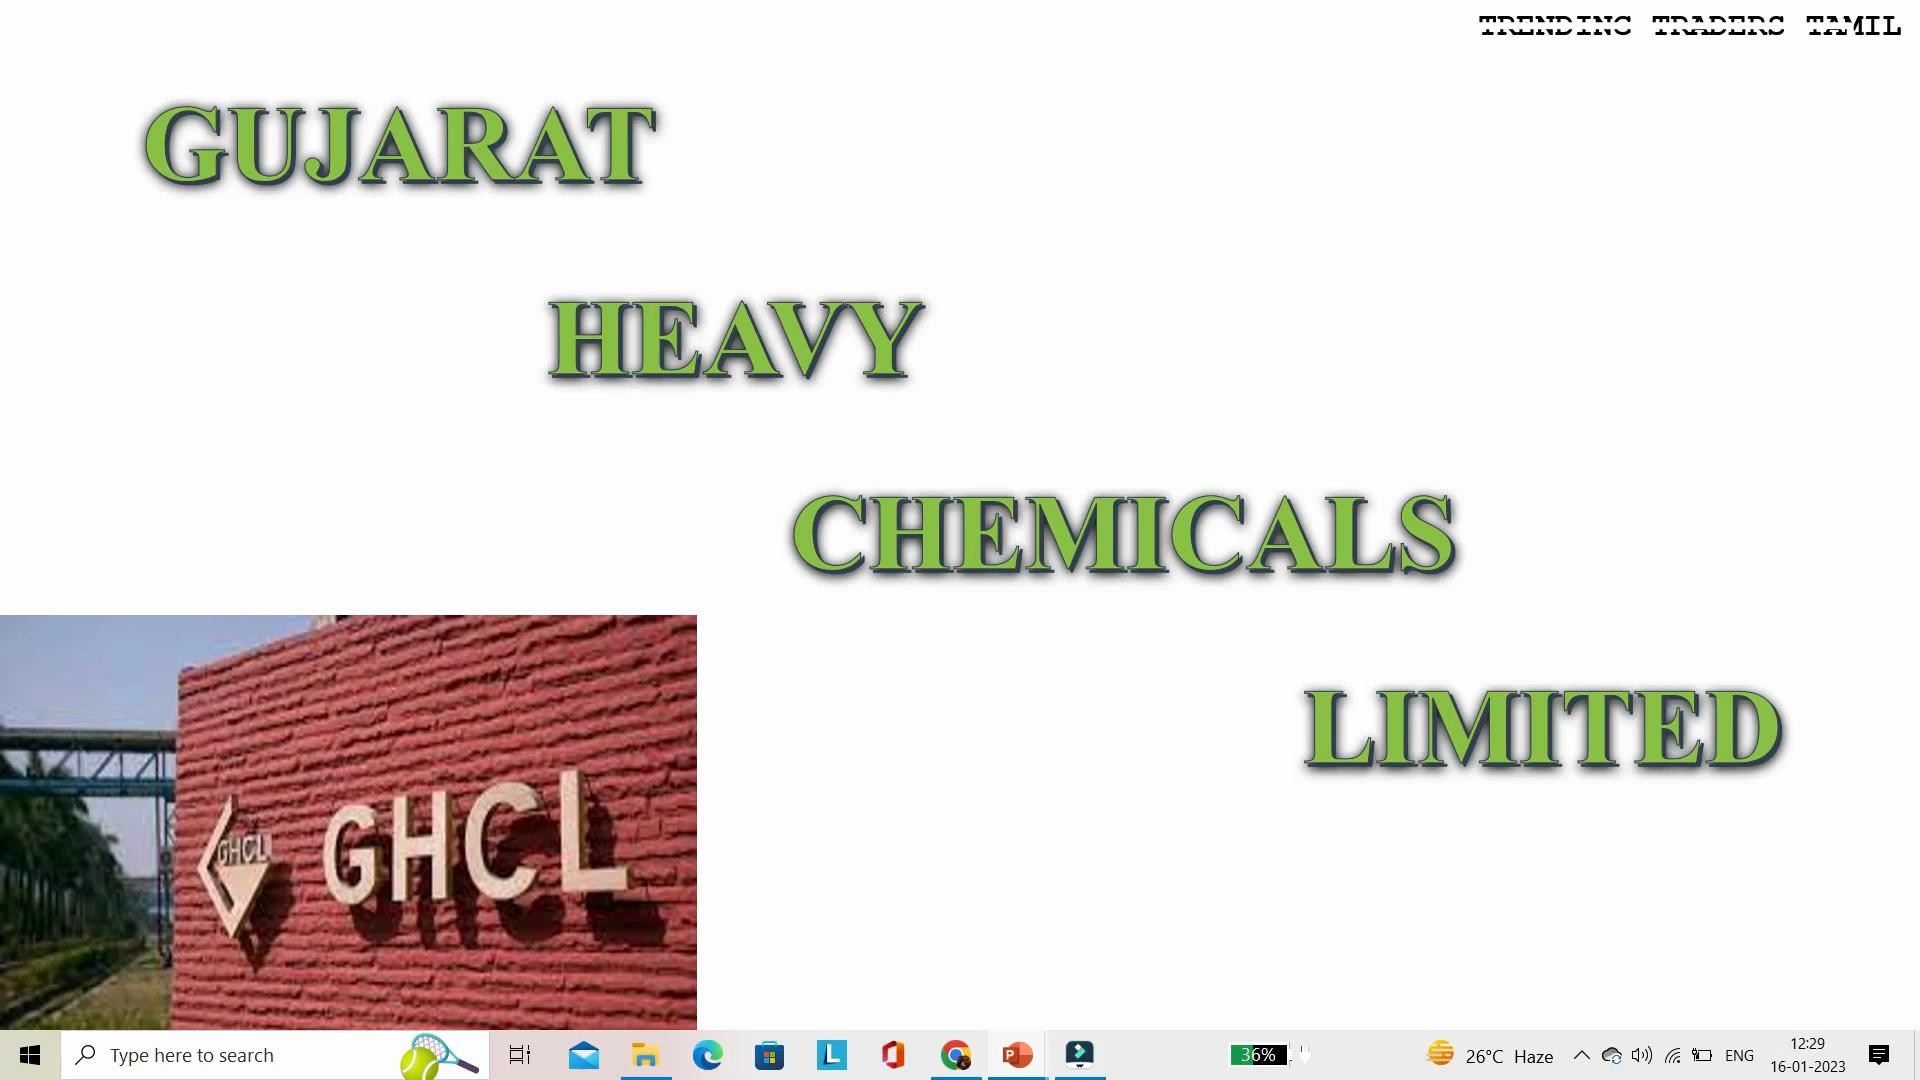 TRENDING TRADERS TAMIL
GUJARAT
HEAVY
CHEMICALS
LIMITED
GHCL
GHCL
Type here to search
36%
26°C Haze
ENG
12:29
16-01-2023